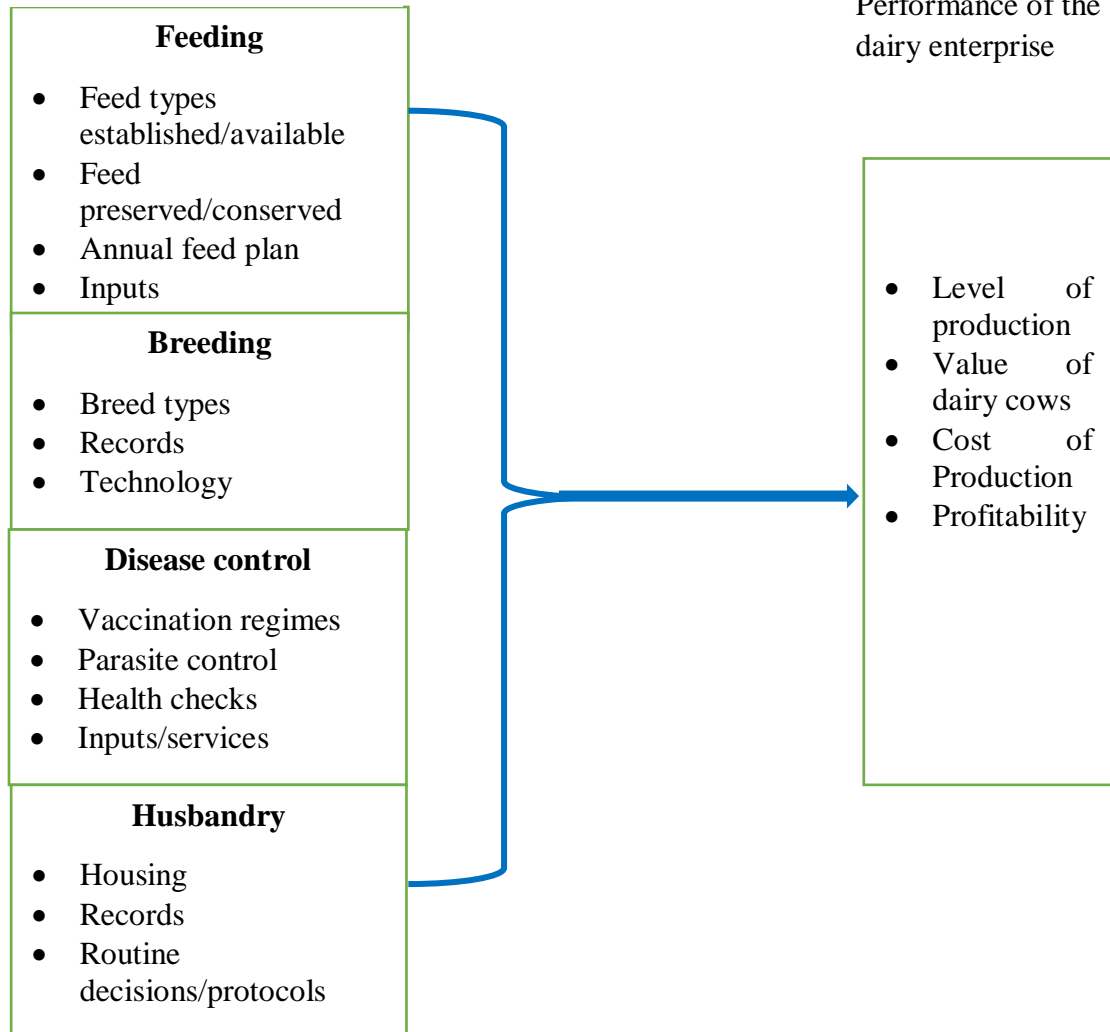 Feeding
• Feed types
established/available
• Feed
preserved/conserved
• Annual feed plan
• Inputs
Breeding
• Breed types
• Records
• Technology
Disease control
• Vaccination regimes
• Parasite control
• Health checks
• Inputs/services
Husbandry
• Housing
• Records
• Routine
decisions/protocols
Performance of the
dairy enterprise
• Level of
production
• Value of
dairy cows
• Cost of
Production
• Profitability